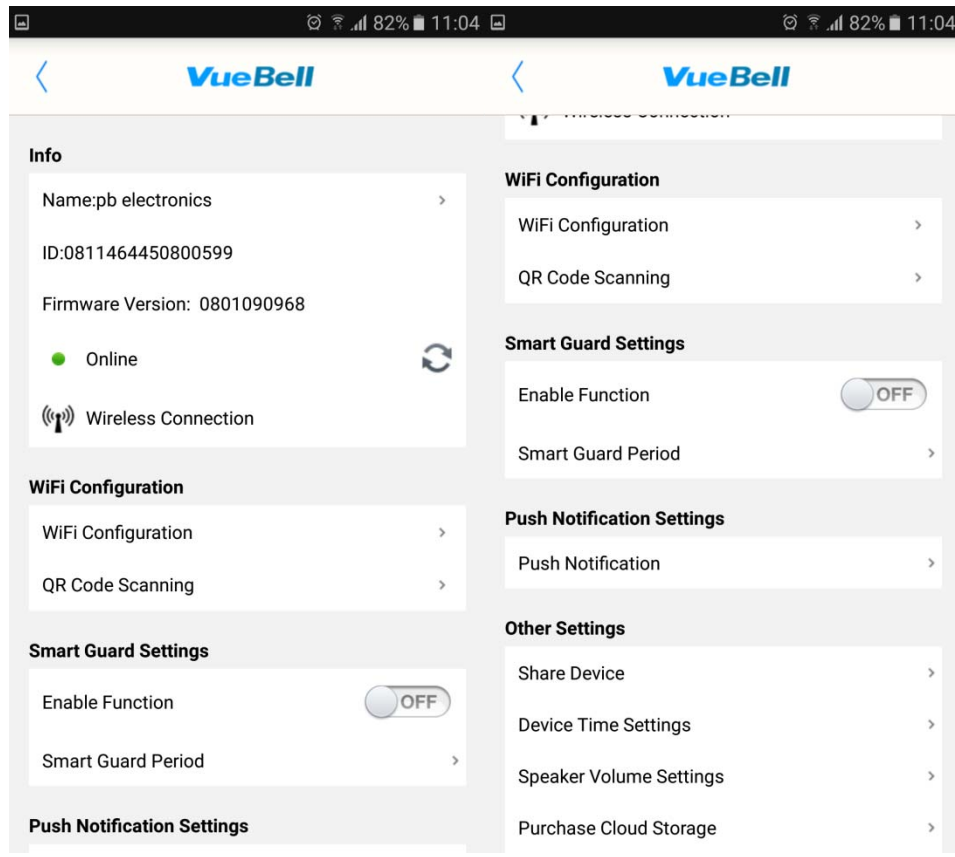 82% 11:04
VueBell
Info
Name:pb electronics
ID:0811464450800599
Firmware Version: 0801090968
Online
Wireless Connection
WiFi Configuration
WiFi Configuration
QR Code Scanning
Smart Guard Settings
Enable Function OFF
Smart Guard Period
Push Notification Settings
82% 11:04
VueBell
Wireless Connection
WiFi Configuration
WiFi Configuration
QR Code Scanning
Smart Guard Settings
Enable Function OFF
Smart Guard Period
Push Notification Settings
Push Notification
Other Settings
Share Device
Device Time Settings
Speaker Volume Settings
Purchase Cloud Storage